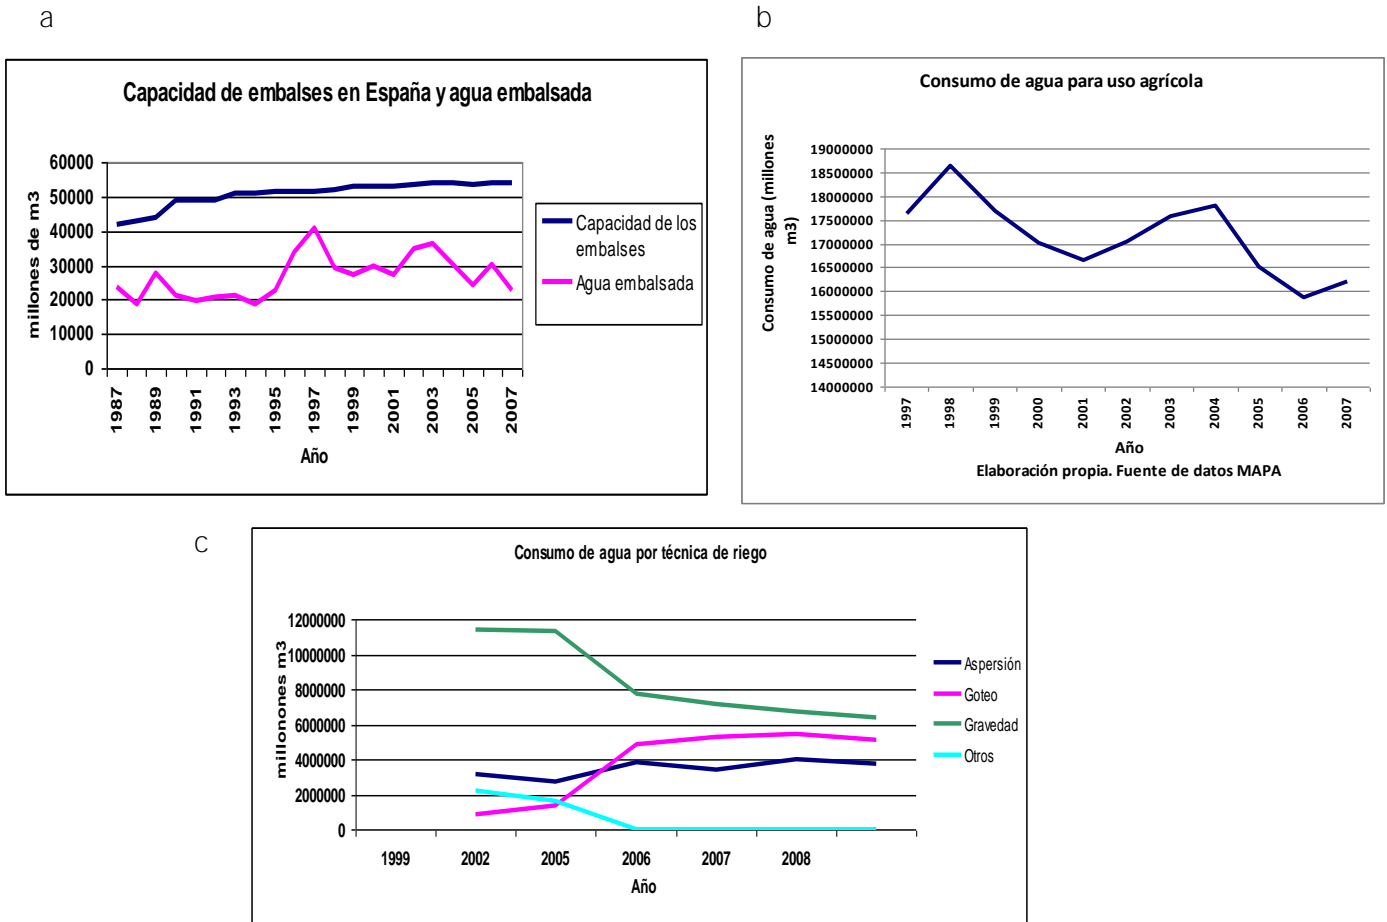 a
Capacidad de embalses en España y agua embalsada
60000
50000
40000
30000
20000
10000
0
millones de m3
1987
1989
1991
1993
1995
1997
1999
2001
2003
2005
2007
Año
Capacidad de los
embalses
Agua embalsada
b
Consumo de agua para uso agrícola
19000000
18500000
18000000
17500000
17000000
16500000
16000000
15500000
15000000
14500000
14000000
Consumo de agua (millones
m3)
1997
1998
1999
2000
2001
2002
2003
2004
2005
2006
2007
Año
Elaboración propia. Fuente de datos MAPA
c
Consumo de agua por técnica de riego
12000000
10000000
8000000
6000000
4000000
2000000
0
millonones m3
1999 2002 2005 2006 2007 2008
Año
Aspersión
Goteo
Gravedad
Otros